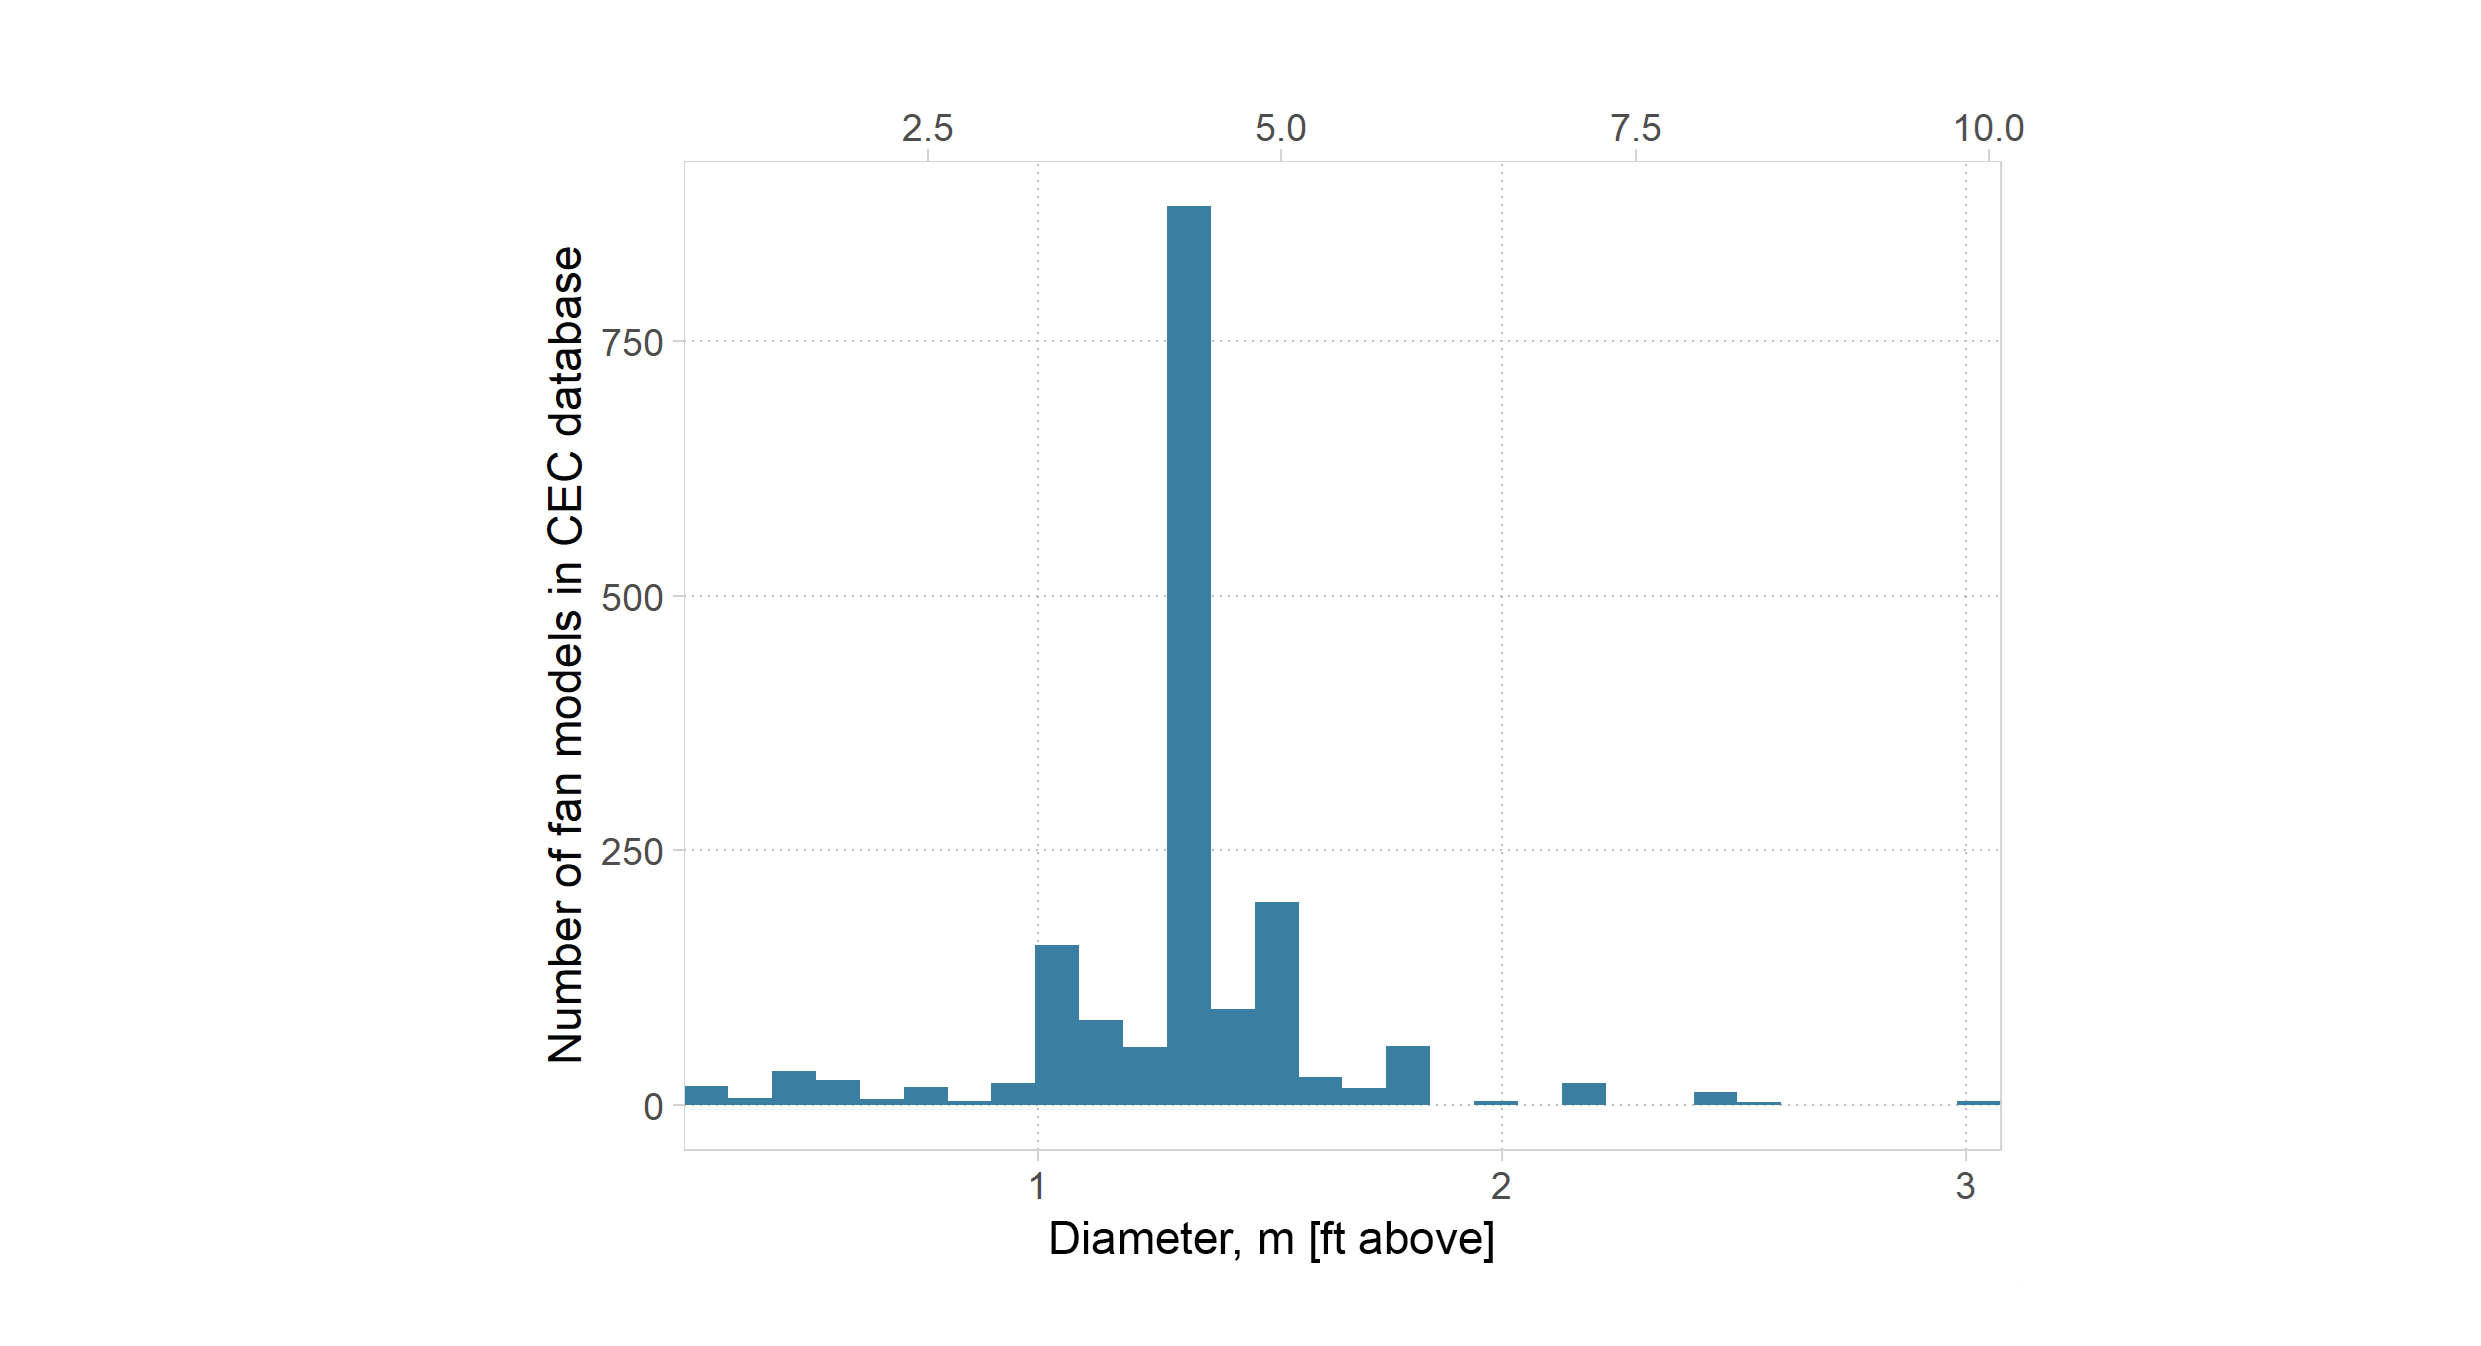 2.5 5.0 7.5 10.0
Number of fan models in CEC database
750
500
250
0
1 2 3
Diameter, m [ft above]